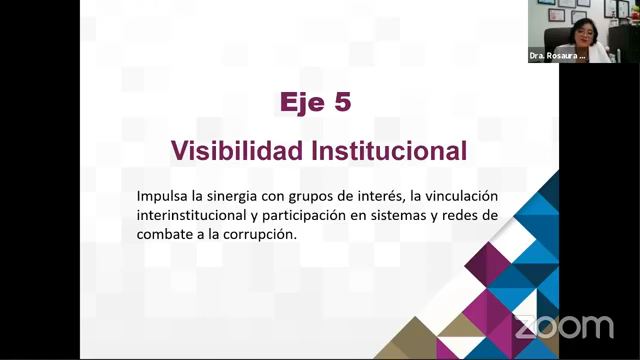 Dra. Rosaura ...
Eje 5
Visibilidad Institucional
Impulsa la sinergia con grupos de interés, la vinculación
interinstitucional y participación en sistemas y redes de
combate a la corrupción.
zoom